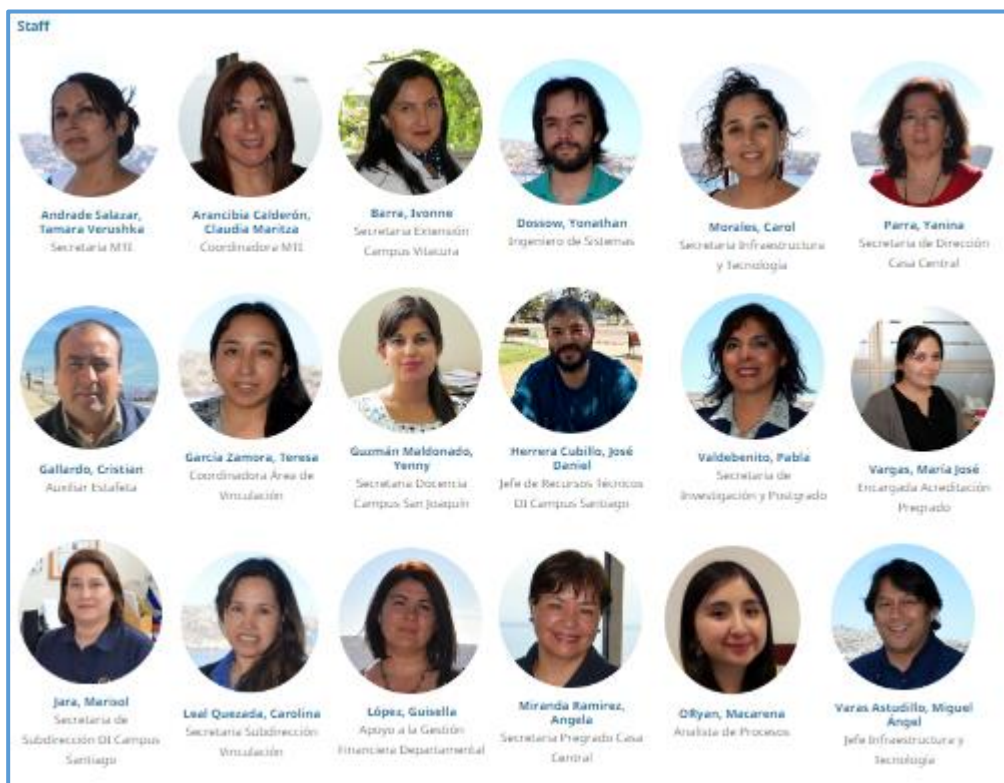 Staff
Andrade Salazar,
Tamara Verushka
Secretaria MTI
Arancibia Calderón,
Claudia Maritza
Coordinadora MTI
Barra, Ivonne
Secretaria Extensión
Campus Vitacura
Dossow, Yonathan
Ingeniero de Sistemas
Morales, Carol
Secretaria Infraestructura
y Tecnología
Parra, Yanina
Secretaria de Dirección
Casa Central
Gallardo, Cristian
Auxiliar Estafeta
García Zamora, Teresa
Coordinadora Área de
Vinculación
Guzmán Maldonado,
Yenny
Secretaria Docencia
Campus San Joaquín
Herrera Cubillo, José
Daniel
Jefe de Recursos Técnicos
DI Campus Santiago
Valdebenito, Pabla
Secretaria de
Investigación y Postgrado
Vargas, María José
Encargada Acreditación
Pregrado
Jara, Marisol
Secretaria de
Subdirección DI Campus
Santiago
Leal Quezada, Carolina
Secretaria Subdirección
Vinculación
López, Guisella
Apoyo a la Gestión
Financiera Departamental
Miranda Ramirez,
Angela
Secretaria Pregrado Casa
Central
ORyan, Macarena
Analista de Procesos
Varas Astudillo, Miguel
Ángel
Jefe Infraestructura y
Tecnología